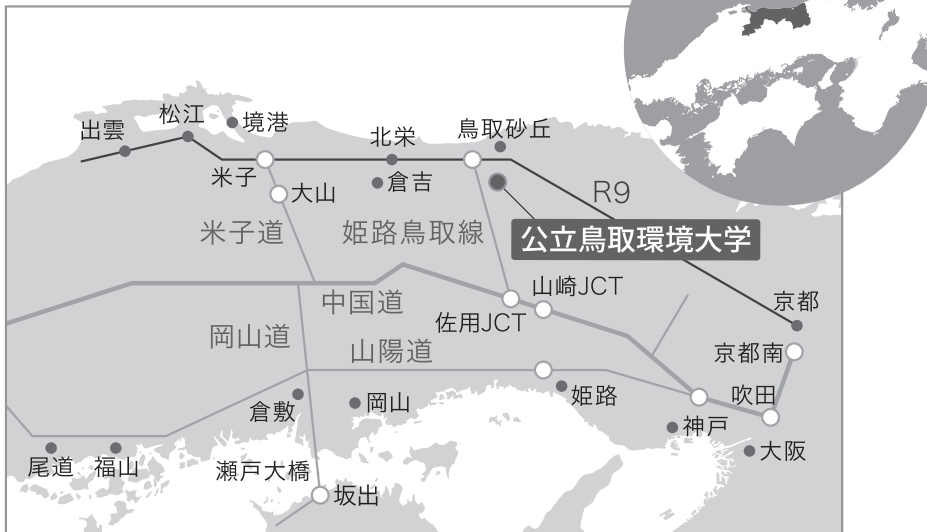 松江
境港
出雲
北栄
鳥取砂丘
米子
倉吉
大山
R9
米子道
姫路鳥取線
公立鳥取環境大学
山崎JCT
中国道
佐用JCT
京都
岡山道
山陽道
京都南
姫路
吹田
倉敷
岡山
神戸
大阪
尾道
福山
瀬戸大橋
坂出